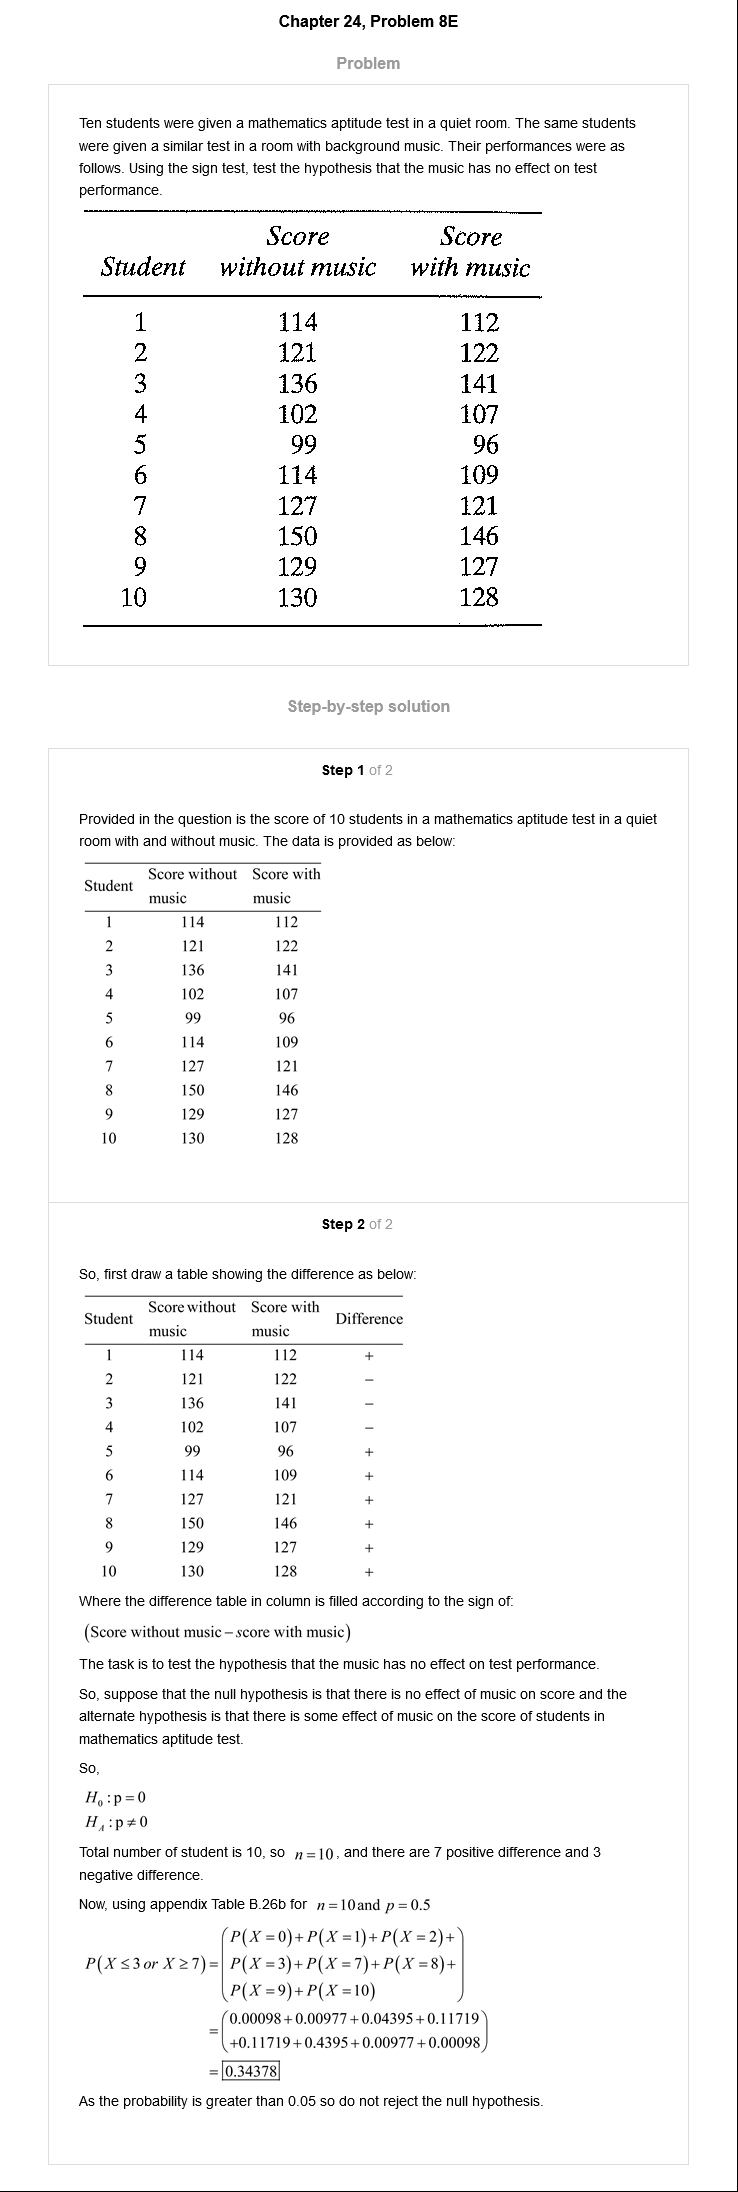 Chapter 24, Problem 8E
Problem
Ten students were given a mathematics aptitude test in a quiet room. The same students
were given a similar test in a room with background music. Their performances were as
follows. Using the sign test, test the hypothesis that the music has no effect on test
performance.
Score Score
Student without music with music
1 114 112
2 121 122
3 136 141
4 102 107
5 99 96
6 114 109
7 127 121
8 150 146
9 129 127
10 130 128
Step-by-step solution
Step 1 of 2
Provided in the question is the score of 10 students in a mathematics aptitude test in a quiet
room with and without music. The data is provided as below:
Student Score without music Score with music
1 114 112
2 121 122
3 136 141
4 102 107
5 99 96
6 114 109
7 127 121
8 150 146
9 129 127
10 130 128
Step 2 of 2
So, first draw a table showing the difference as below:
Student Score without music Score with music Difference
1 114 112 +
2 121 122 −
3 136 141 −
4 102 107 −
5 99 96 +
6 114 109 +
7 127 121 +
8 150 146 +
9 129 127 +
10 130 128 +
Where the difference table in column is filled according to the sign of:
(Score without music − score with music)
The task is to test the hypothesis that the music has no effect on test performance.
So, suppose that the null hypothesis is that there is no effect of music on score and the
alternate hypothesis is that there is some effect of music on the score of students in
mathematics aptitude test.
So,
H₀ : p = 0
H_A : p ≠ 0
Total number of student is 10, so n = 10, and there are 7 positive difference and 3
negative difference.
Now, using appendix Table B.26b for n = 10 and p = 0.5
P(X ≤ 3 or X ≥ 7) = (P(X = 0) + P(X = 1) + P(X = 2) +
P(X = 3) + P(X = 7) + P(X = 8) +
P(X = 9) + P(X = 10))
= (0.00098 + 0.00977 + 0.04395 + 0.11719
+0.11719 + 0.4395 + 0.00977 + 0.00098)
= 0.34378
As the probability is greater than 0.05 so do not reject the null hypothesis.